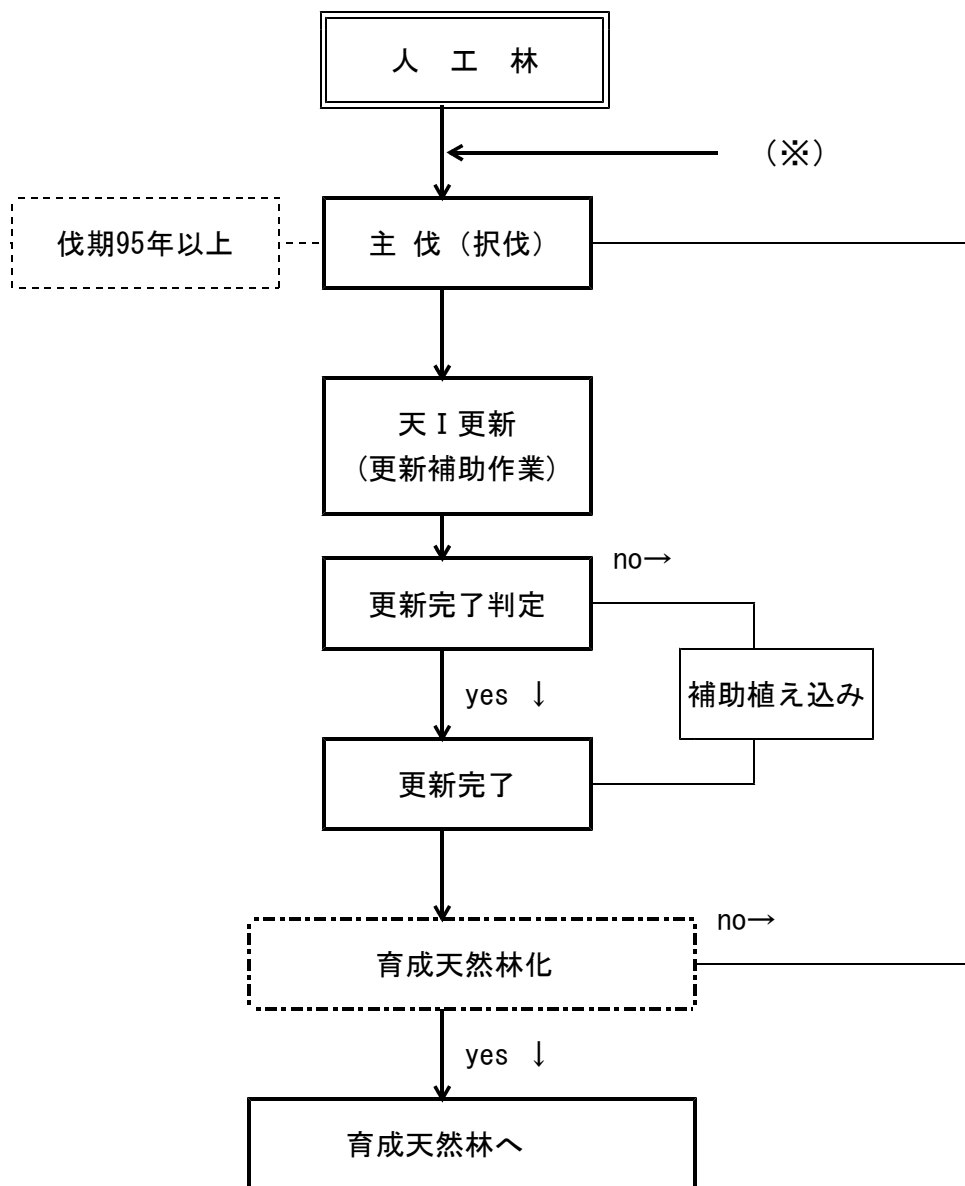 人 工 林
(※)
伐期95年以上
主 伐（択伐）
天Ⅰ更新
(更新補助作業)
no→
更新完了判定
補助植え込み
yes ↓
更新完了
no→
育成天然林化
yes ↓
育成天然林へ